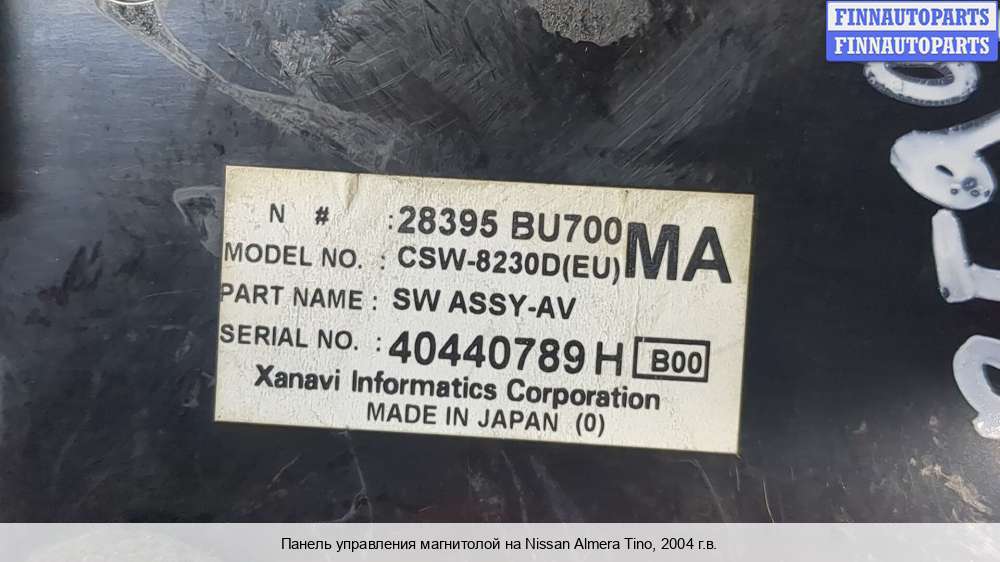 FINNAUTOPARTS
FINNAUTOPARTS
N # : 28395 BU700 MA
MODEL NO. : CSW-8230D(EU)
PART NAME : SW ASSY-AV
SERIAL NO. : 40440789 H B00
Xanavi Informatics Corporation
MADE IN JAPAN (0)
Панель управления магнитолой на Nissan Almera Tino, 2004 г.в.